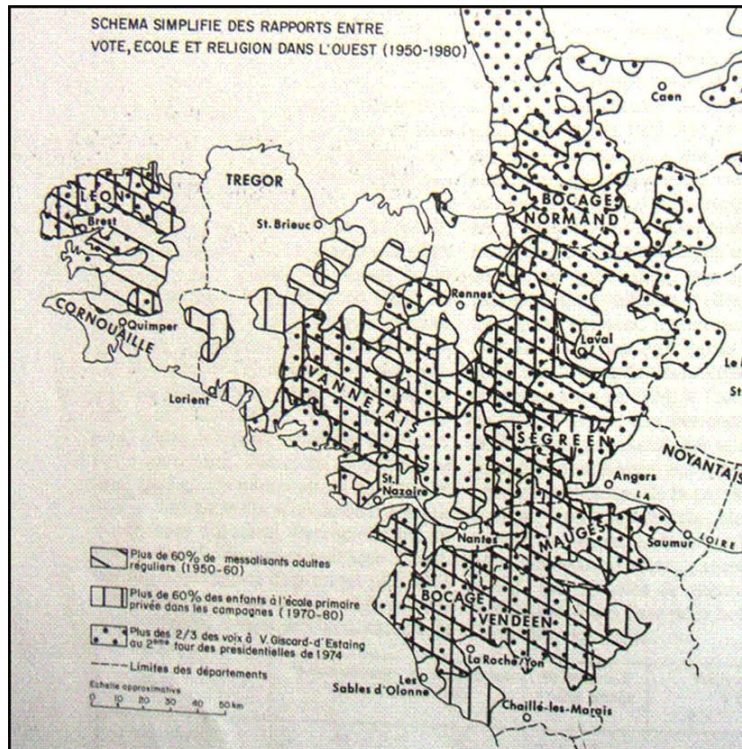 SCHEMA SIMPLIFIE DES RAPPORTS ENTRE
VOTE, ECOLE ET RELIGION DANS L'OUEST (1950-1980)
Caen
TREGOR
LEON
BOCAGE
NORMAND
Brest
St. Brieuc
Rennes
CORNOUAILLE
Quimper
Laval
VANNETAIS
Lorient
SEGREEN
NOYANTAIS
St.
Nazaire
Angers
LA
LOIRE
MAUGES
Nantes
Saumur
Plus de 60% de messalisants adultes
réguliers (1950-60)
BOCAGE
VENDEEN
Plus de 60% des enfants à l'école primaire
privée dans les campagnes (1970-80)
Plus des 2/3 des voix à V. Giscard-d'Estaing
au 2ème tour des présidentielles de 1974
La Roche/Yon
Limites des départements
Les
Sables d'Olonne
Chaillé-les-Marais
Echelle approximative
0 10 20 30 40 50 km